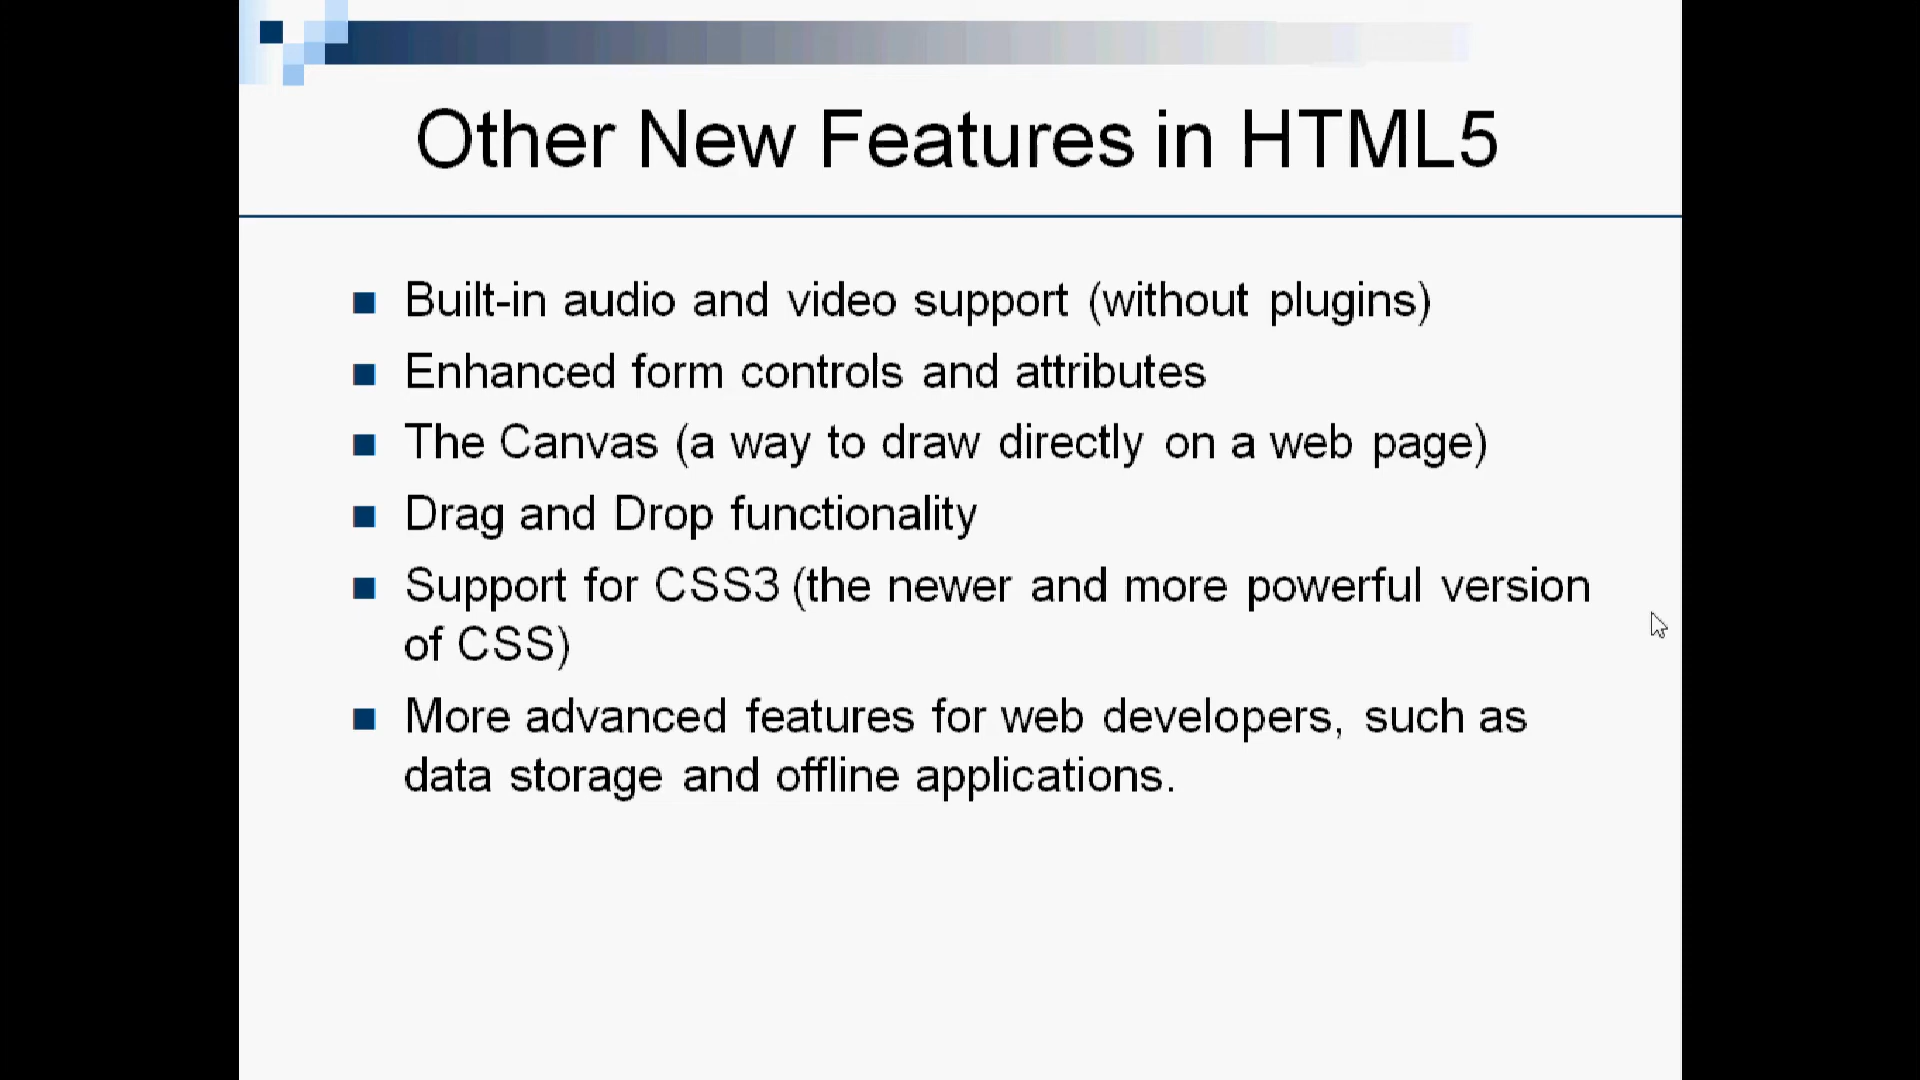 Other New Features in HTML5
Built-in audio and video support (without plugins)
Enhanced form controls and attributes
The Canvas (a way to draw directly on a web page)
Drag and Drop functionality
Support for CSS3 (the newer and more powerful version
of CSS)
More advanced features for web developers, such as
data storage and offline applications.